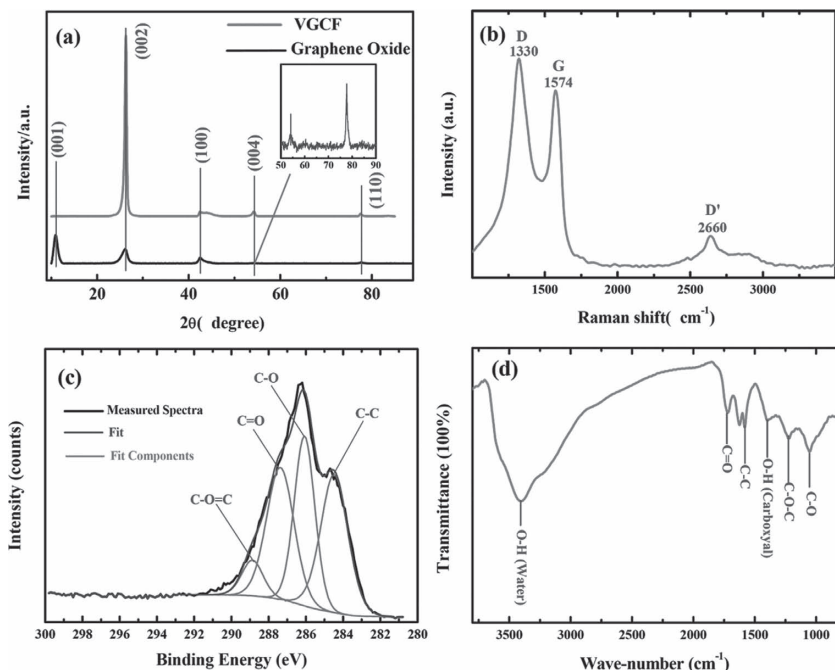 (a)
VGCF
Graphene Oxide
(001)
(002)
(100)
(004)
(110)
50 60 70 80 90
Intensity/a.u.
20 40 60 80
2θ( degree)
(b)
D
1330
G
1574
D'
2660
Intensity (a.u.)
1500 2000 2500 3000
Raman shift( cm⁻¹)
(c)
Measured Spectra
Fit
Fit Components
C-O
C=O
C-C
C-O=C
Intensity (counts)
300 298 296 294 292 290 288 286 284 282 280
Binding Energy (eV)
(d)
O-H (Water)
C=O
C-C
O-H (Carboxyal)
C-O-C
C-O
Transmittance (100%)
3500 3000 2500 2000 1500 1000
Wave-number (cm⁻¹)